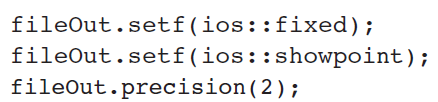 fileOut.setf(ios::fixed);
fileOut.setf(ios::showpoint);
fileOut.precision(2);